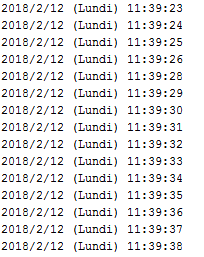 2018/2/12 (Lundi) 11:39:23
2018/2/12 (Lundi) 11:39:24
2018/2/12 (Lundi) 11:39:25
2018/2/12 (Lundi) 11:39:26
2018/2/12 (Lundi) 11:39:28
2018/2/12 (Lundi) 11:39:29
2018/2/12 (Lundi) 11:39:30
2018/2/12 (Lundi) 11:39:31
2018/2/12 (Lundi) 11:39:32
2018/2/12 (Lundi) 11:39:33
2018/2/12 (Lundi) 11:39:34
2018/2/12 (Lundi) 11:39:35
2018/2/12 (Lundi) 11:39:36
2018/2/12 (Lundi) 11:39:37
2018/2/12 (Lundi) 11:39:38